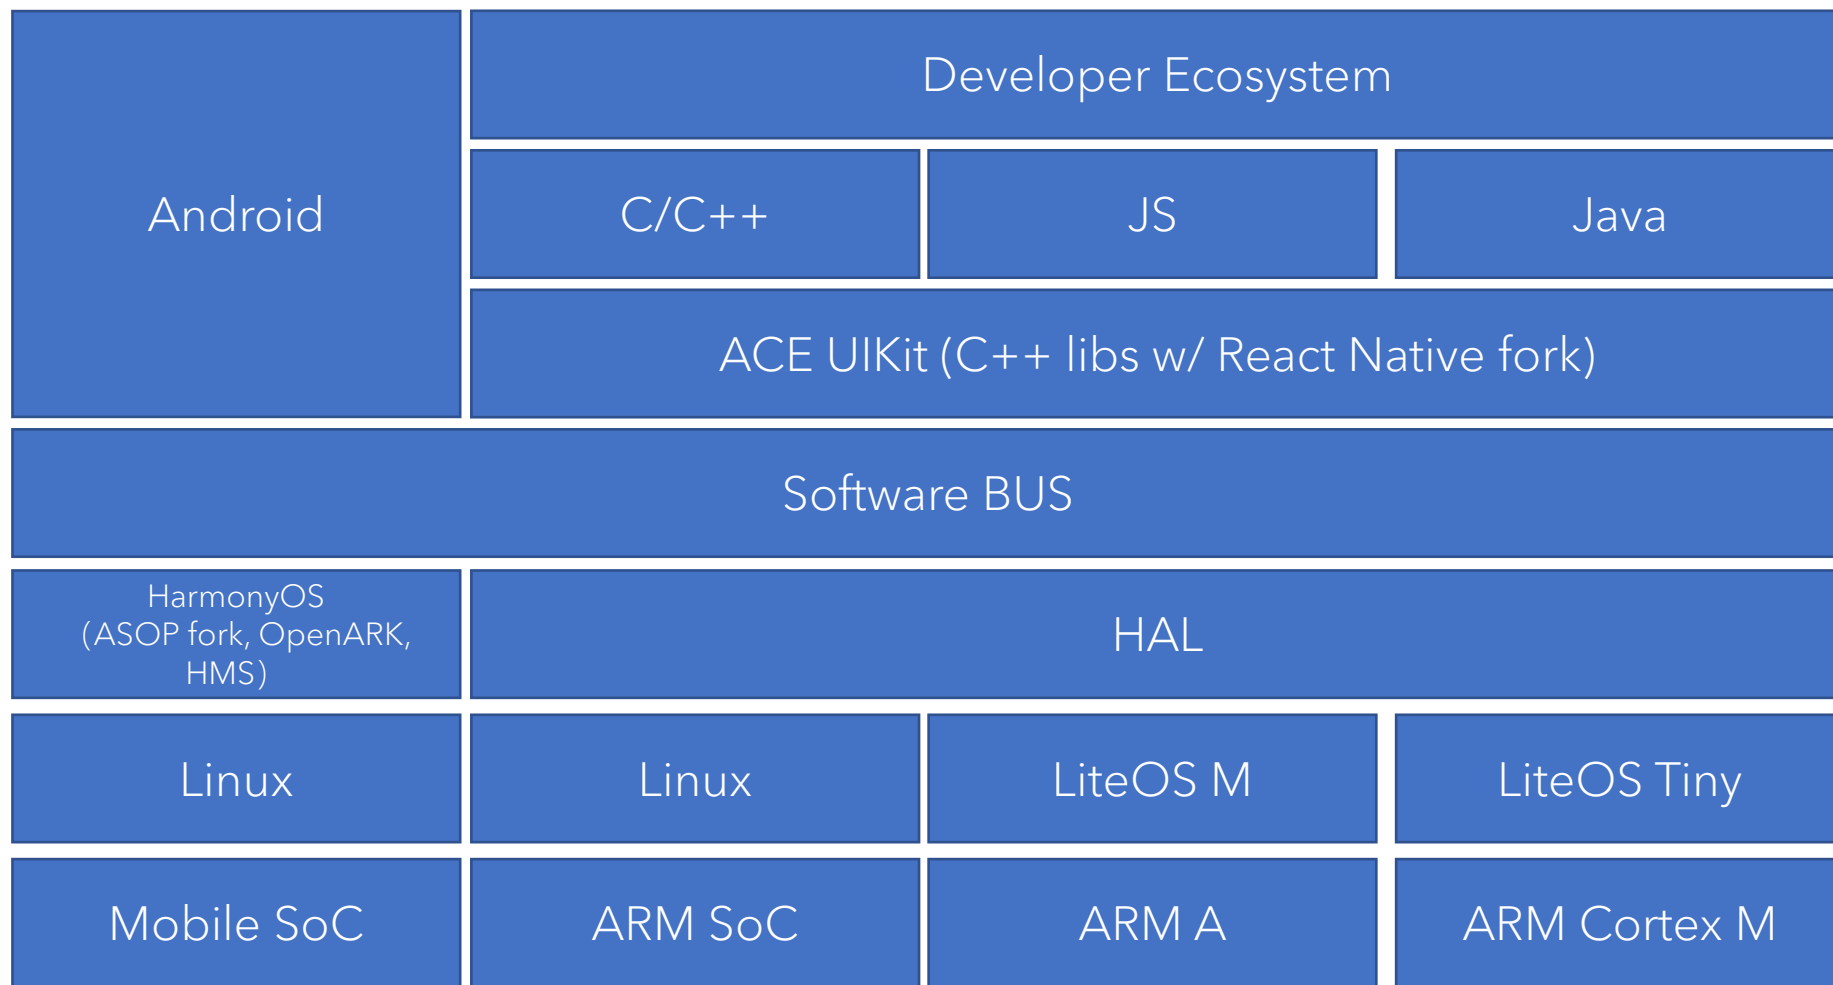 Developer Ecosystem
Android
C/C++
JS
Java
ACE UIKit (C++ libs w/ React Native fork)
Software BUS
HarmonyOS
(ASOP fork, OpenARK,
HMS)
HAL
Linux
Linux
LiteOS M
LiteOS Tiny
Mobile SoC
ARM SoC
ARM A
ARM Cortex M